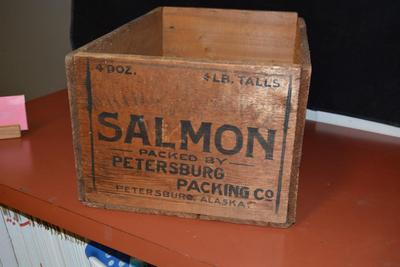 4 DOZ. 1 LB. TALLS
SALMON
PACKED BY
PETERSBURG
PACKING CO
PETERSBURG, ALASKA.